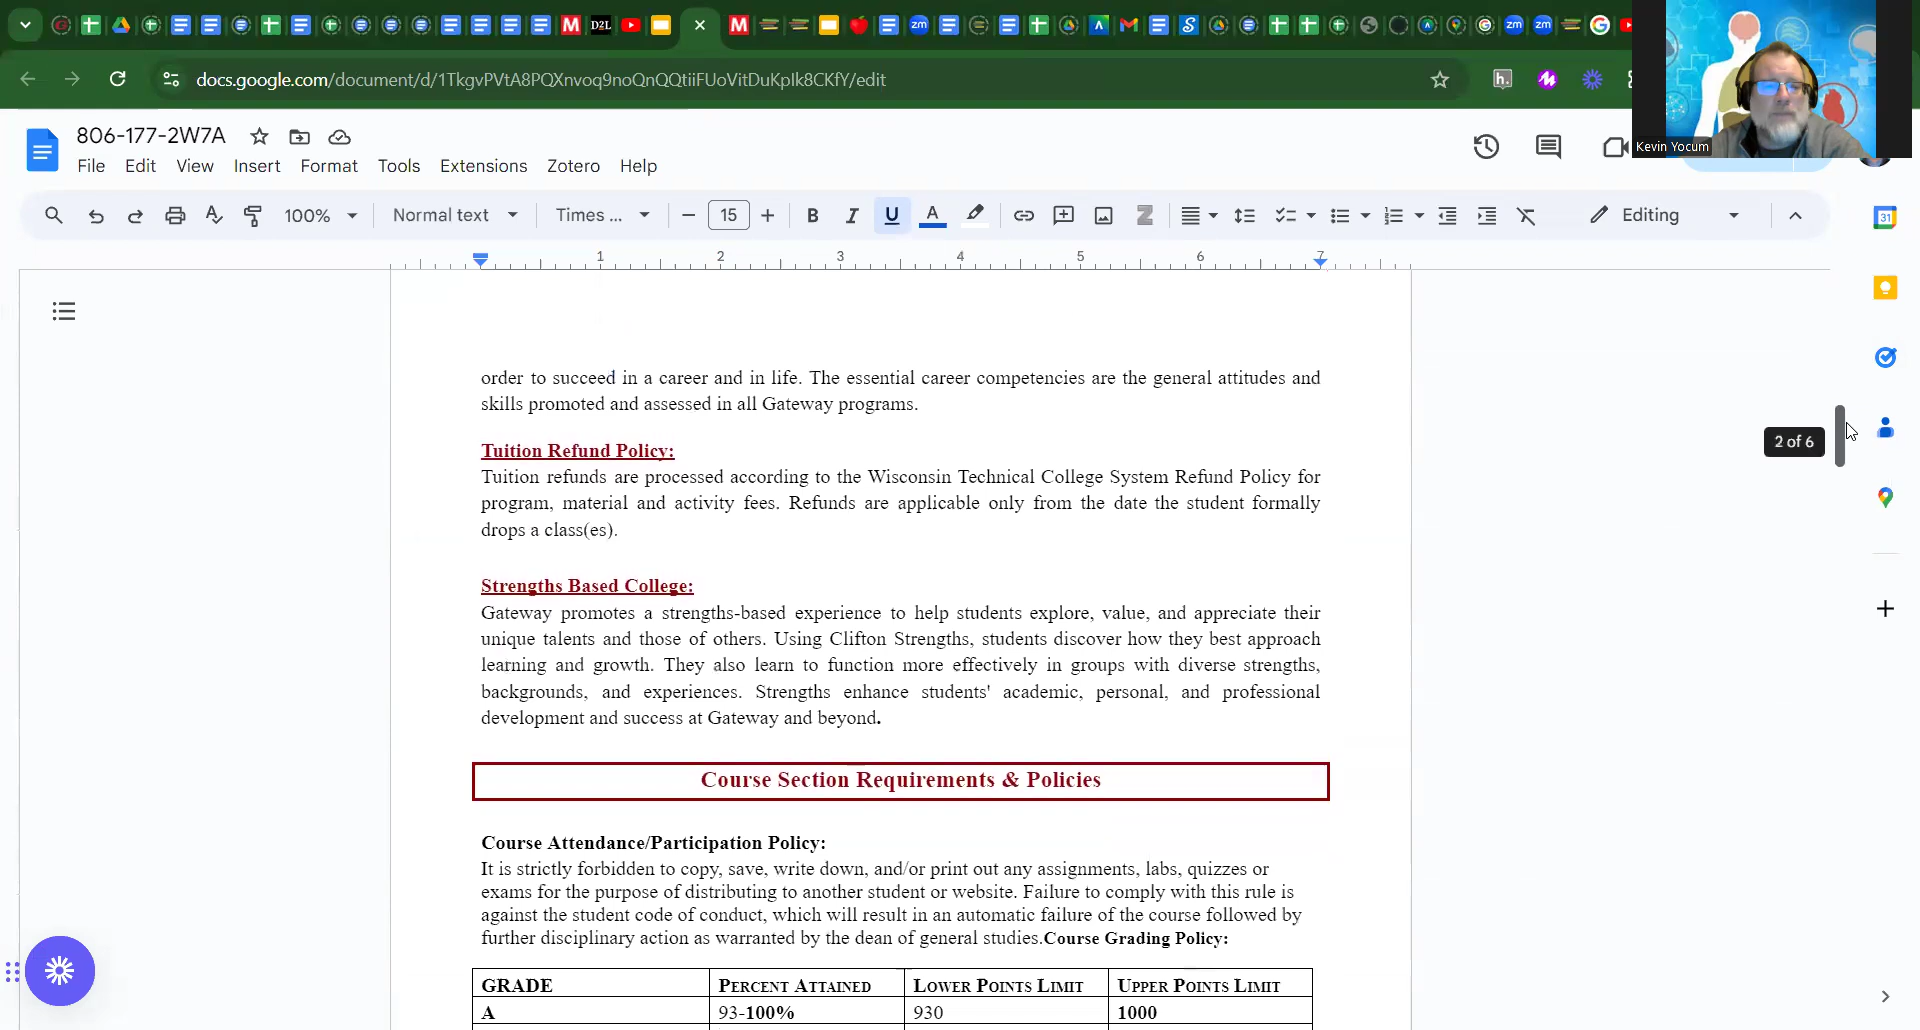 docs.google.com/document/d/1TkgvPVtA8PQXnvoq9noQnQQtiiFUoVitDuKpIk8CKfY/edit
Kevin Yocum
806-177-2W7A
File Edit View Insert Format Tools Extensions Zotero Help
100% Normal text Times ... 15 Editing
1 2 3 4 5 6 7
order to succeed in a career and in life. The essential career competencies are the general attitudes and
skills promoted and assessed in all Gateway programs.
Tuition Refund Policy:
Tuition refunds are processed according to the Wisconsin Technical College System Refund Policy for
program, material and activity fees. Refunds are applicable only from the date the student formally
drops a class(es).
2 of 6
Strengths Based College:
Gateway promotes a strengths-based experience to help students explore, value, and appreciate their
unique talents and those of others. Using Clifton Strengths, students discover how they best approach
learning and growth. They also learn to function more effectively in groups with diverse strengths,
backgrounds, and experiences. Strengths enhance students' academic, personal, and professional
development and success at Gateway and beyond.
Course Section Requirements & Policies
Course Attendance/Participation Policy:
It is strictly forbidden to copy, save, write down, and/or print out any assignments, labs, quizzes or
exams for the purpose of distributing to another student or website. Failure to comply with this rule is
against the student code of conduct, which will result in an automatic failure of the course followed by
further disciplinary action as warranted by the dean of general studies.Course Grading Policy:
GRADE PERCENT ATTAINED LOWER POINTS LIMIT UPPER POINTS LIMIT
A 93-100% 930 1000